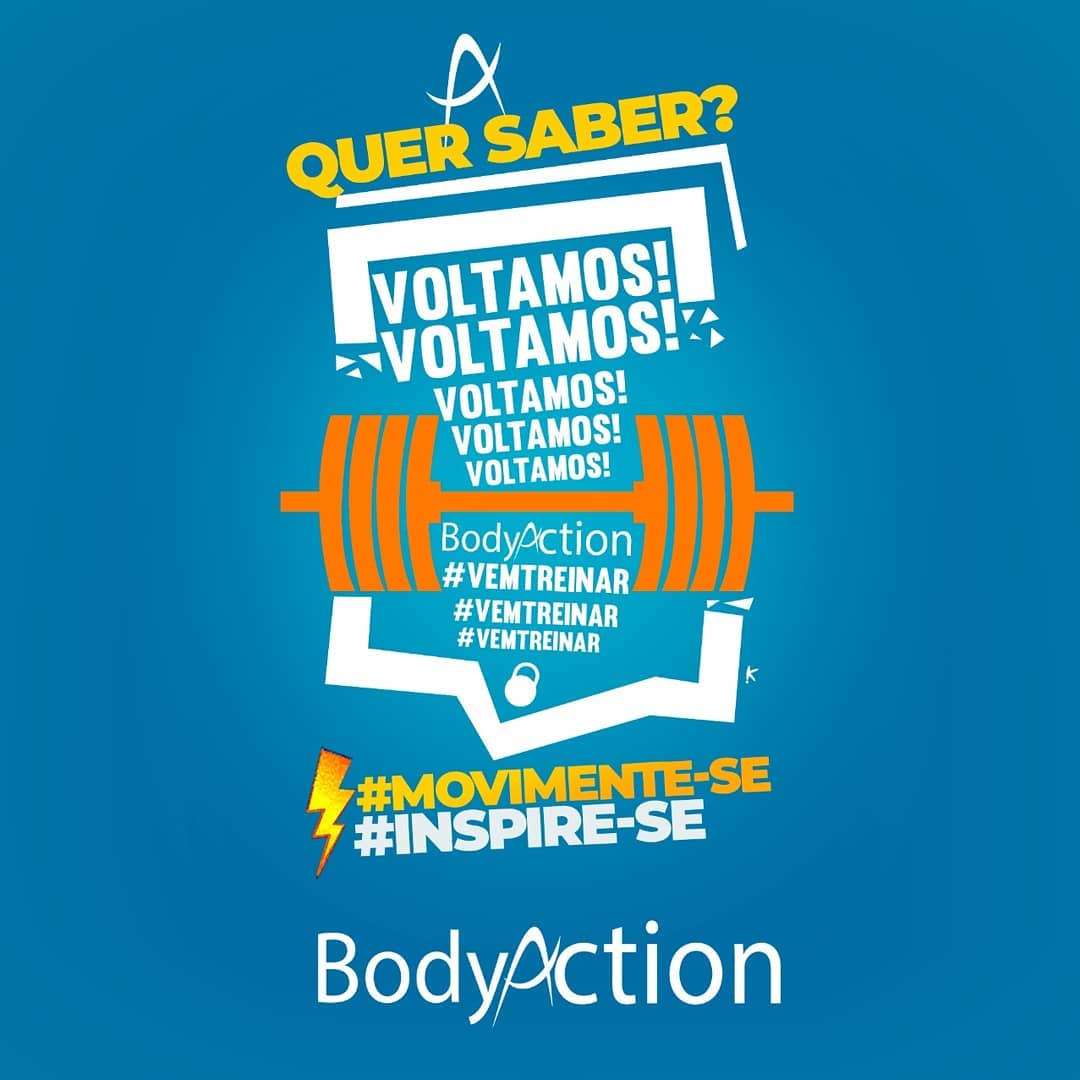 QUER SABER?
VOLTAMOS!
VOLTAMOS!
VOLTAMOS!
VOLTAMOS!
VOLTAMOS!
BodyAction
#VEMTREINAR
#VEMTREINAR
#VEMTREINAR
K
#MOVIMENTE-SE
#INSPIRE-SE
BodyAction